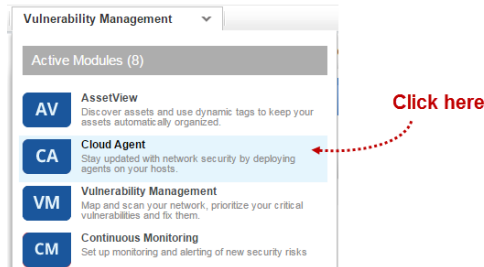 Vulnerability Management
Active Modules (8)
AV
AssetView
Discover assets and use dynamic tags to keep your
assets automatically organized.
Click here
CA
Cloud Agent
Stay updated with network security by deploying
agents on your hosts.
VM
Vulnerability Management
Map and scan your network, prioritize your critical
vulnerabilities and fix them.
CM
Continuous Monitoring
Set up monitoring and alerting of new security risks